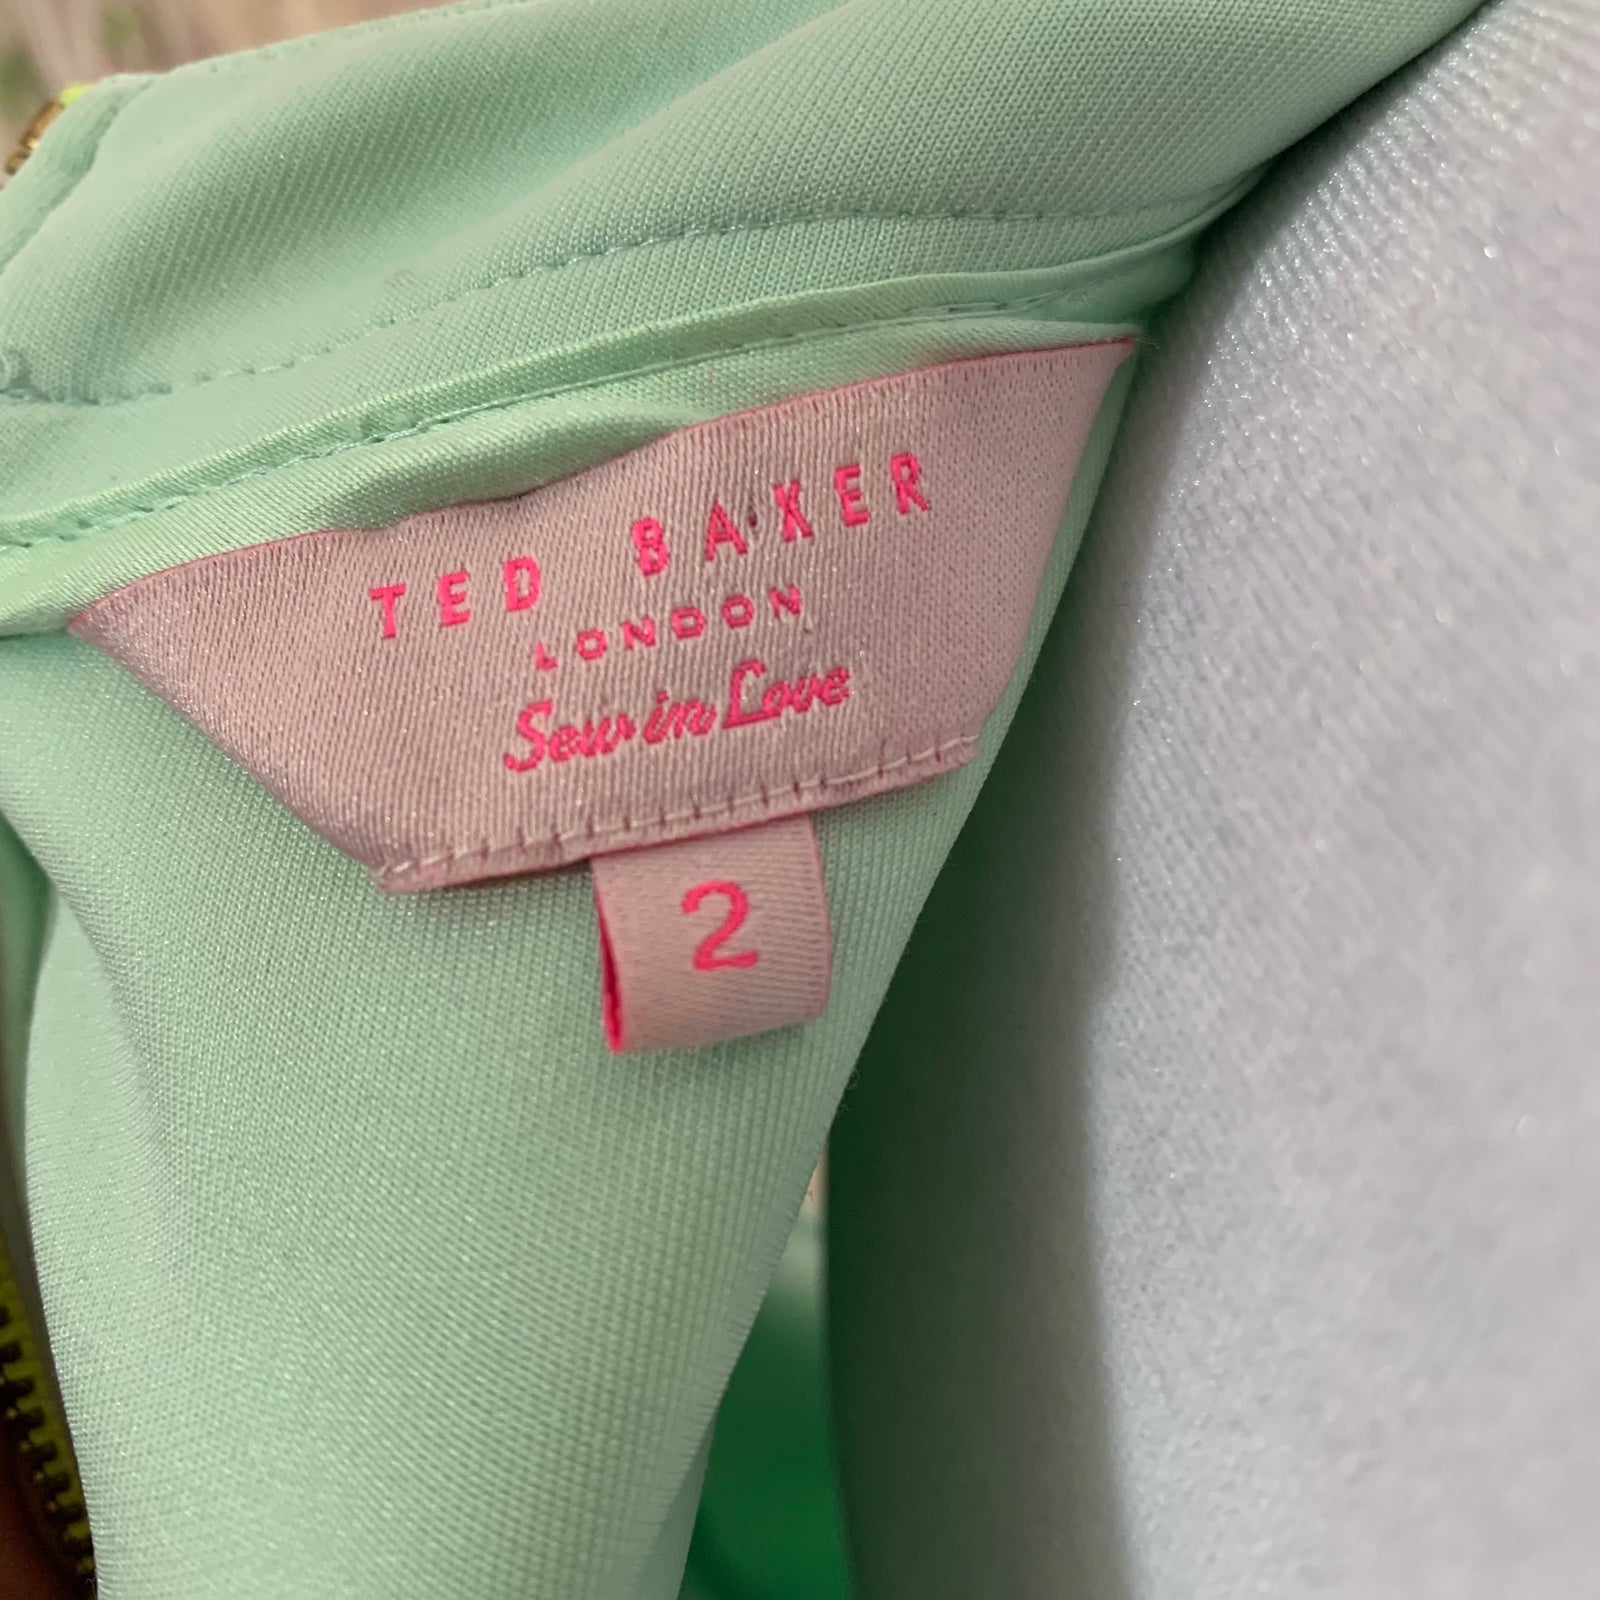 TED BAKER
LONDON
Sew in Love
2